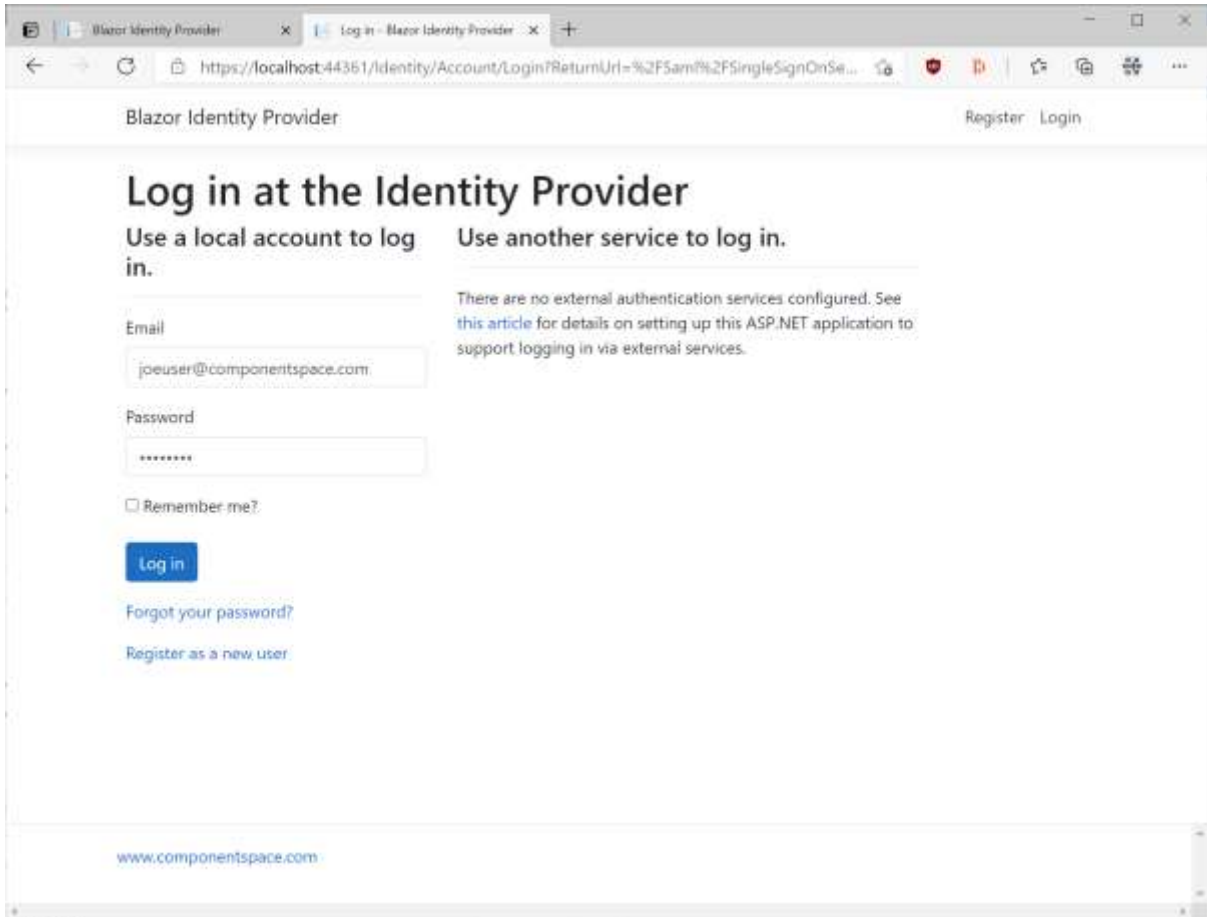 Blazor Identity Provider
Log in - Blazor Identity Provider
https://localhost:44361/Identity/Account/Login?ReturnUrl=%2FSaml%2FSingleSignOnSe...
Blazor Identity Provider
Register Login
Log in at the Identity Provider
Use a local account to log
in.
Email
joeuser@componentspace.com
Password
••••••••
Remember me?
Log in
Forgot your password?
Register as a new user
Use another service to log in.
There are no external authentication services configured. See
this article for details on setting up this ASP.NET application to
support logging in via external services.
www.componentspace.com